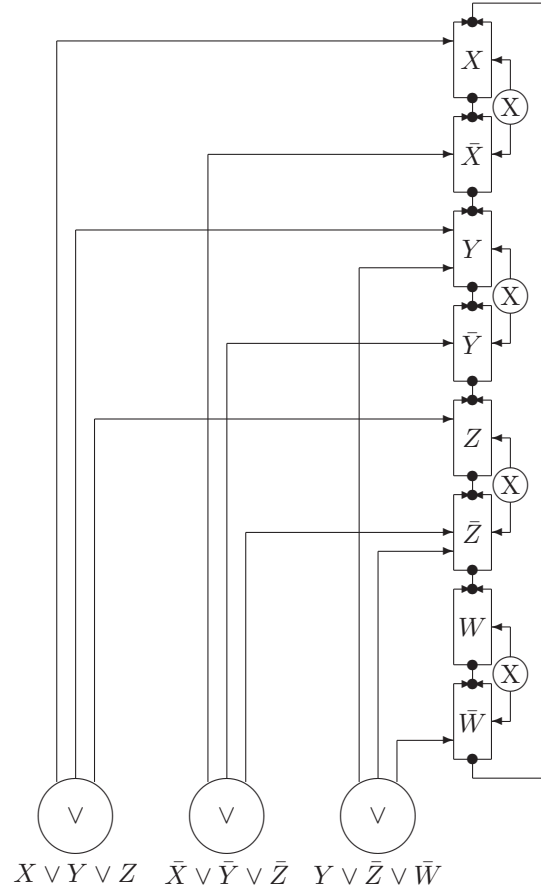 X
X
X̄
Y
X
Ȳ
Z
X
Z̄
W
X
W̄
∨ ∨ ∨
X ∨ Y ∨ Z X̄ ∨ Ȳ ∨ Z̄ Y ∨ Z̄ ∨ W̄